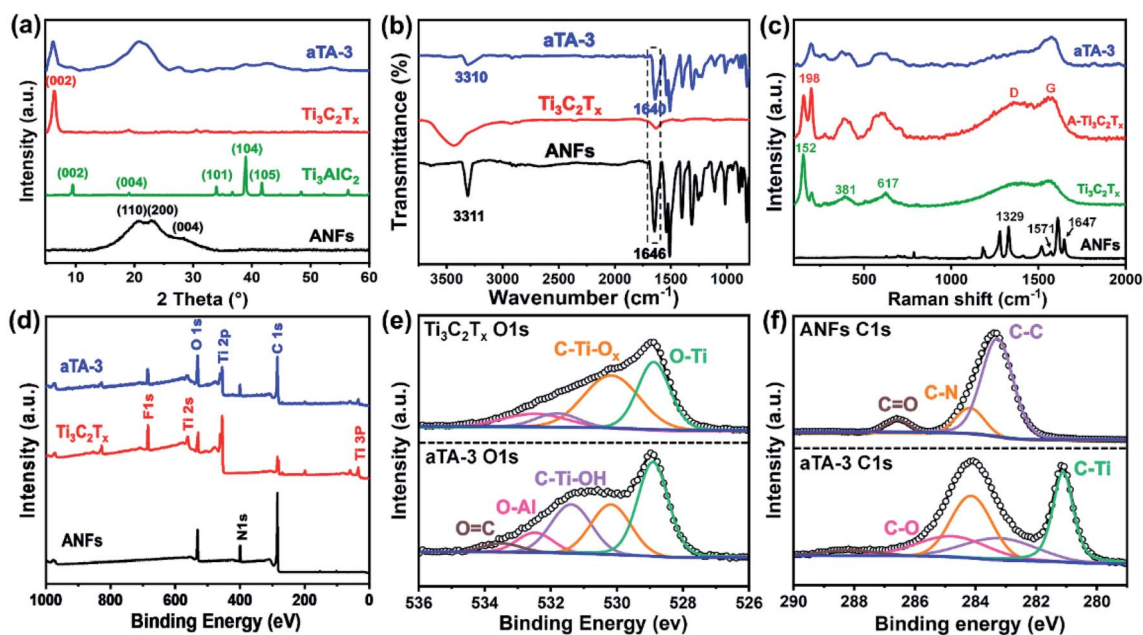 (a)
aTA-3
(002)
Ti3C2Tx
(104)
(002)
(004)
(101)
(105)
Ti3AlC2
(110)(200)
(004)
ANFs
Intensity (a.u.)
10 20 30 40 50 60
2 Theta (°)
(b)
aTA-3
3310
1640
Ti3C2Tx
ANFs
3311
1646
Transmittance (%)
3500 3000 2500 2000 1500 1000
Wavenumber (cm-1)
(c)
aTA-3
198
D
G
A-Ti3C2Tx
152
381
617
Ti3C2Tx
1329
1571
1647
ANFs
Intensity (a.u.)
500 1000 1500 2000
Raman shift (cm-1)
(d)
O 1s
Ti 2p
C 1s
aTA-3
F1s
Ti 2s
Ti 3P
Ti3C2Tx
N1s
ANFs
Intensity (a.u.)
1000 800 600 400 200 0
Binding Energy (eV)
(e)
Ti3C2Tx O1s
C-Ti-Ox
O-Ti
aTA-3 O1s
C-Ti-OH
O-Al
O=C
Intensity (a.u.)
536 534 532 530 528 526
Binding Energy (ev)
(f)
ANFs C1s
C-C
C=O
C-N
aTA-3 C1s
C-Ti
C-O
Intensity (a.u.)
290 288 286 284 282 280
Binding energy (eV)